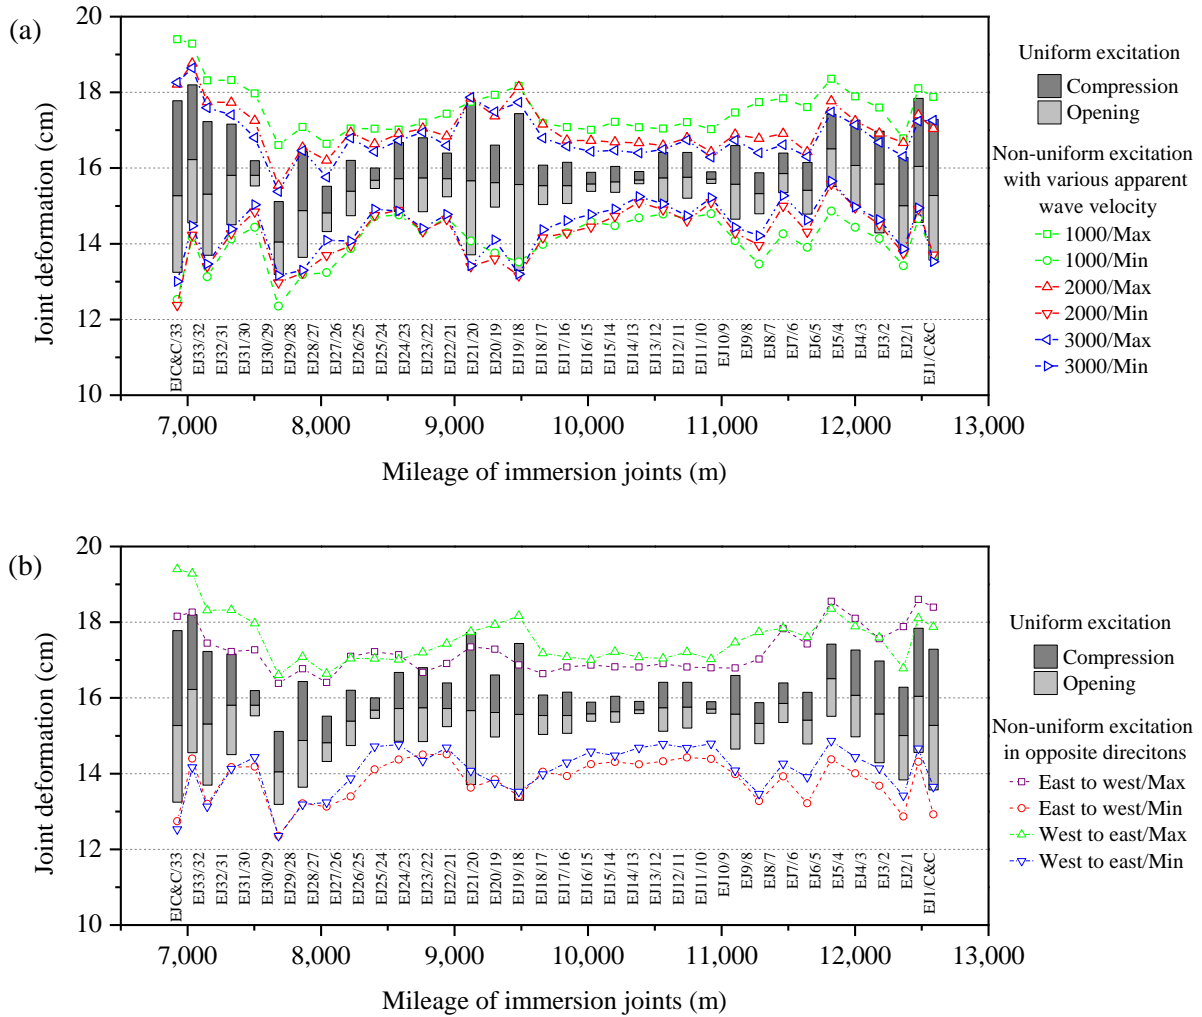 (a)
20
18
16
14
12
10
Joint deformation (cm)
EJC&C/33
EJ33/32
EJ32/31
EJ31/30
EJ30/29
EJ29/28
EJ28/27
EJ27/26
EJ26/25
EJ25/24
EJ24/23
EJ23/22
EJ22/21
EJ21/20
EJ20/19
EJ19/18
EJ18/17
EJ17/16
EJ16/15
EJ15/14
EJ14/13
EJ13/12
EJ12/11
EJ11/10
EJ10/9
EJ9/8
EJ8/7
EJ7/6
EJ6/5
EJ5/4
EJ4/3
EJ3/2
EJ2/1
EJ1/C&C
7,000
8,000
9,000
10,000
11,000
12,000
13,000
Mileage of immersion joints (m)
Uniform excitation
Compression
Opening
Non-uniform excitation
with various apparent
wave velocity
1000/Max
1000/Min
2000/Max
2000/Min
3000/Max
3000/Min
(b)
20
18
16
14
12
10
Joint deformation (cm)
EJC&C/33
EJ33/32
EJ32/31
EJ31/30
EJ30/29
EJ29/28
EJ28/27
EJ27/26
EJ26/25
EJ25/24
EJ24/23
EJ23/22
EJ22/21
EJ21/20
EJ20/19
EJ19/18
EJ18/17
EJ17/16
EJ16/15
EJ15/14
EJ14/13
EJ13/12
EJ12/11
EJ11/10
EJ10/9
EJ9/8
EJ8/7
EJ7/6
EJ6/5
EJ5/4
EJ4/3
EJ3/2
EJ2/1
EJ1/C&C
7,000
8,000
9,000
10,000
11,000
12,000
13,000
Mileage of immersion joints (m)
Uniform excitation
Compression
Opening
Non-uniform excitation
in opposite direcitons
East to west/Max
East to west/Min
West to east/Max
West to east/Min